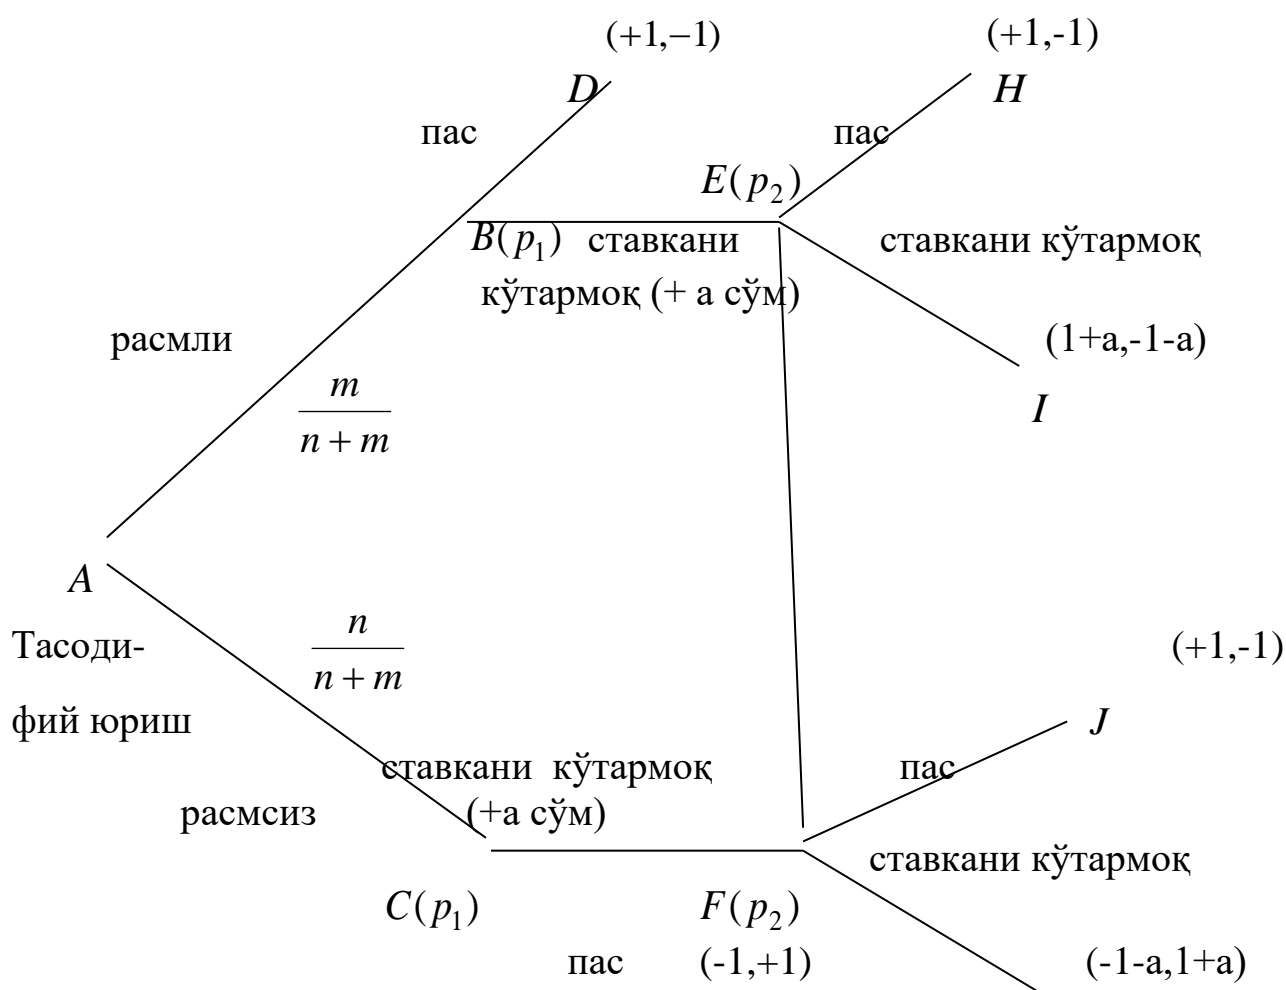 (+1,−1)
(+1,-1)
D
H
пас
пас
E(p₂)
B(p₁) ставкани
ставкани кўтармоқ
кўтармоқ (+ а сўм)
расмли
(1+а,-1-а)
m
n + m
I
A
n
n + m
Тасоди-
(+1,-1)
фий юриш
J
ставкани кўтармоқ
пас
расмсиз
(+а сўм)
ставкани кўтармоқ
C(p₁)
F(p₂)
пас
(-1,+1)
(-1-а,1+а)